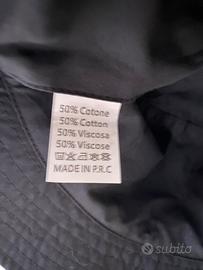 50% Cotone
50% Cotton
50% Viscosa
50% Viscose
MADE IN P.R.C
subito